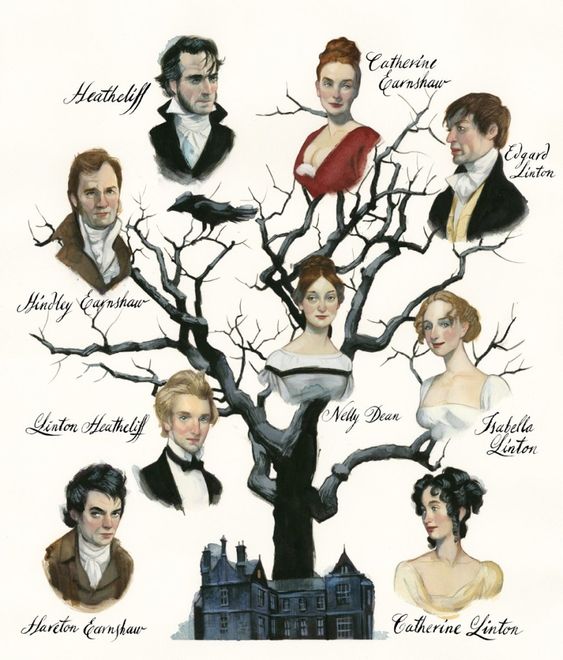 Heathcliff
Catherine
Earnshaw
Edgard
Linton
Hindley Earnshaw
Nelly Dean
Linton Heathcliff
Isabella
Linton
Hareton Earnshaw
Catherine Linton